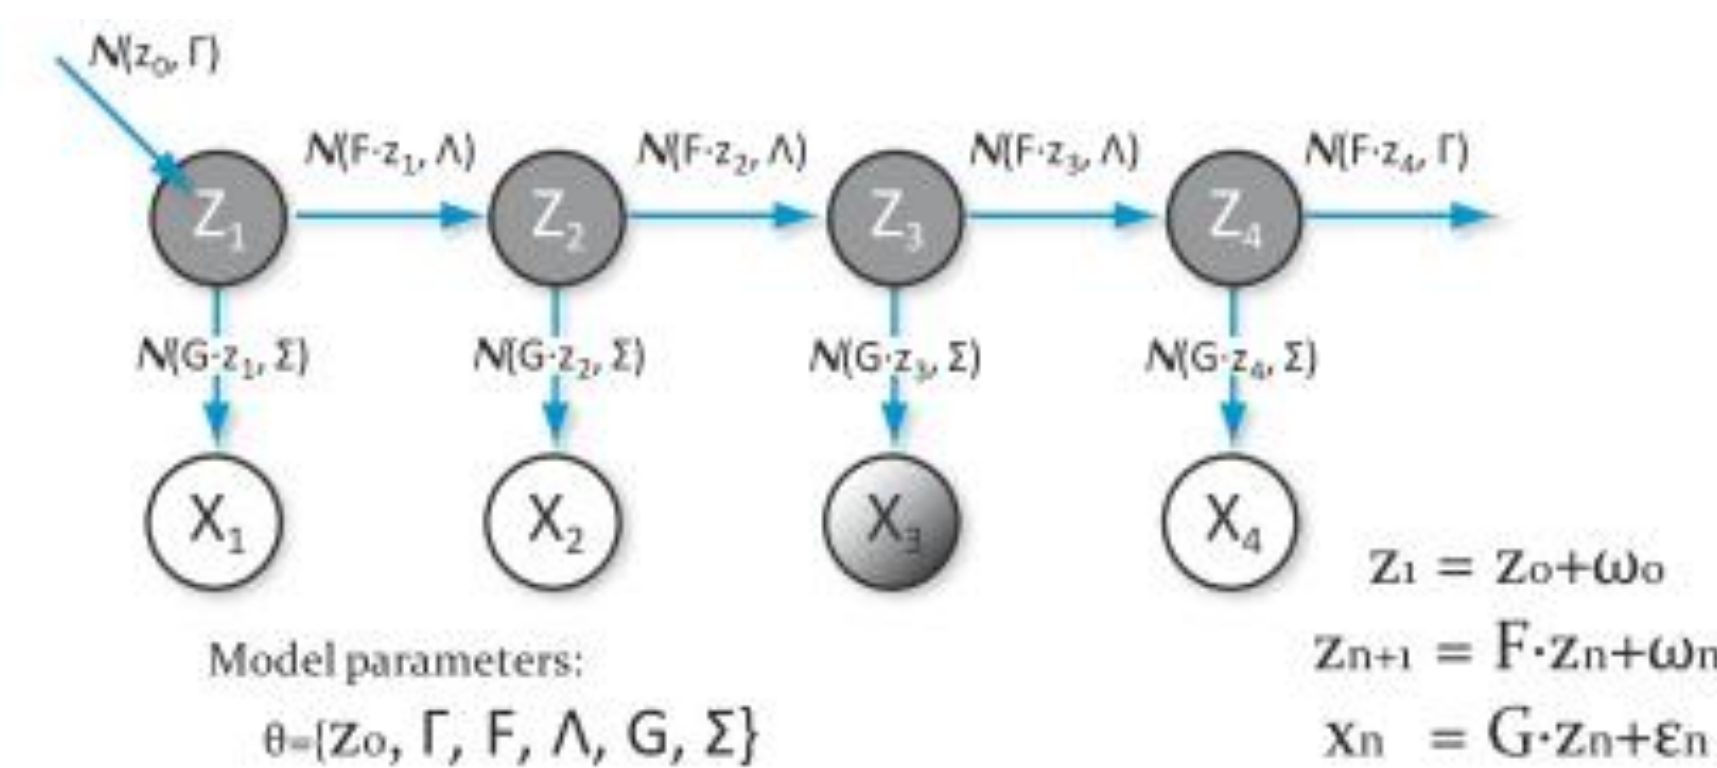 N(z₀, Γ)
N(F·z₁, Λ) N(F·z₂, Λ) N(F·z₃, Λ) N(F·z₄, Γ)
Z₁ Z₂ Z₃ Z₄
N(G·z₁, Σ) N(G·z₂, Σ) N(G·z₃, Σ) N(G·z₄, Σ)
X₁ X₂ X₃ X₄
z₁ = z₀+ω₀
Model parameters:
zₙ₊₁ = F·zₙ+ωₙ
θ={z₀, Γ, F, Λ, G, Σ}
xₙ = G·zₙ+εₙ